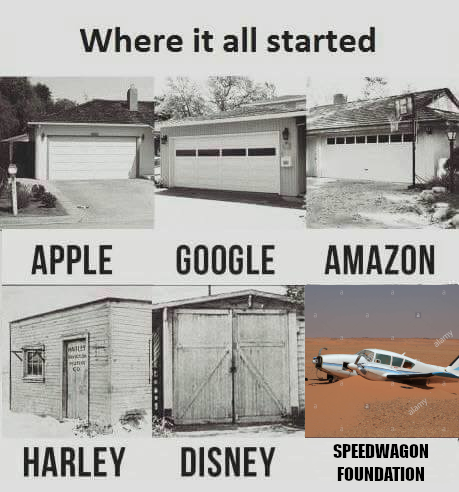 Where it all started
APPLE
GOOGLE
AMAZON
HARLEY
DAVIDSON
MOTOR
CO.
alamy
alamy
HARLEY
DISNEY
SPEEDWAGON
FOUNDATION